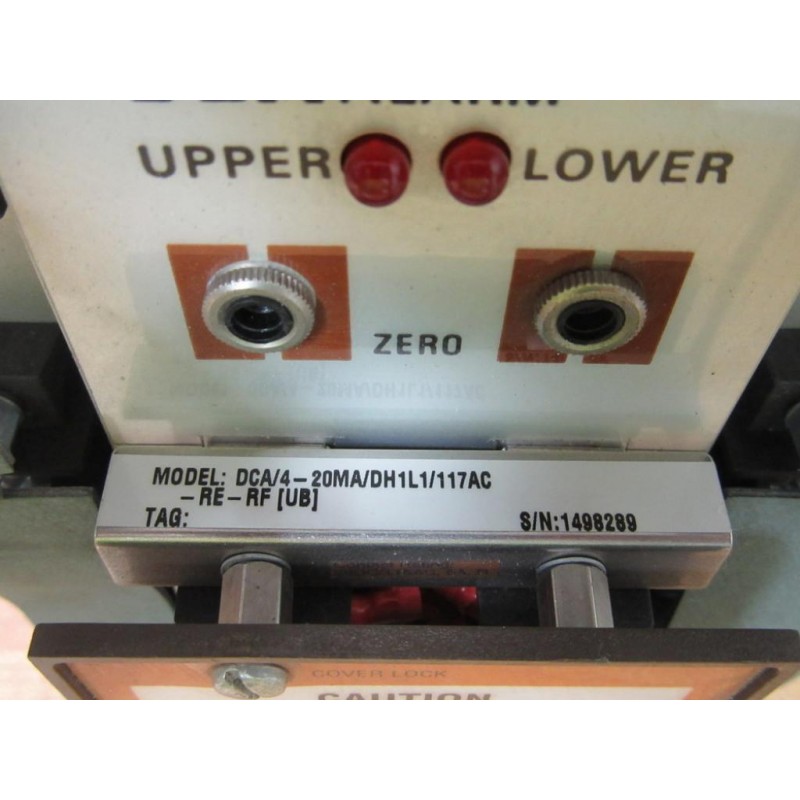 UPPER LOWER
ZERO
MODEL: DCA/4-20MA/DH1L1/117AC
-RE-RF [UB]
TAG: S/N:1498289
COVER LOCK
CAUTION